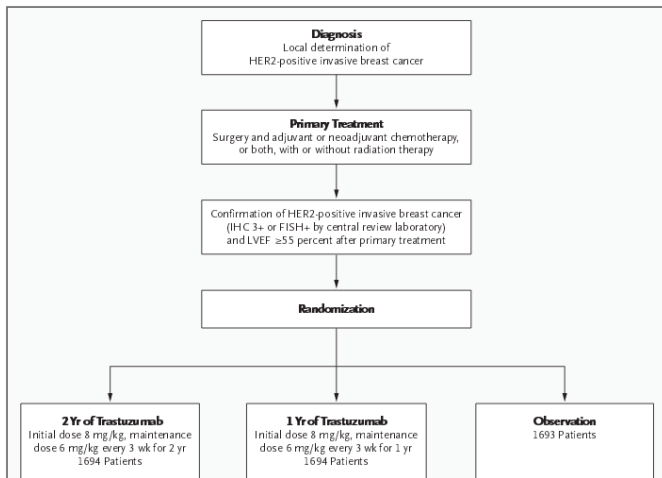 Diagnosis
Local determination of
HER2-positive invasive breast cancer
Primary Treatment
Surgery and adjuvant or neoadjuvant chemotherapy,
or both, with or without radiation therapy
Confirmation of HER2-positive invasive breast cancer
(IHC 3+ or FISH+ by central review laboratory)
and LVEF ≥55 percent after primary treatment
Randomization
2 Yr of Trastuzumab
Initial dose 8 mg/kg, maintenance
dose 6 mg/kg every 3 wk for 2 yr
1694 Patients
1 Yr of Trastuzumab
Initial dose 8 mg/kg, maintenance
dose 6 mg/kg every 3 wk for 1 yr
1694 Patients
Observation
1693 Patients